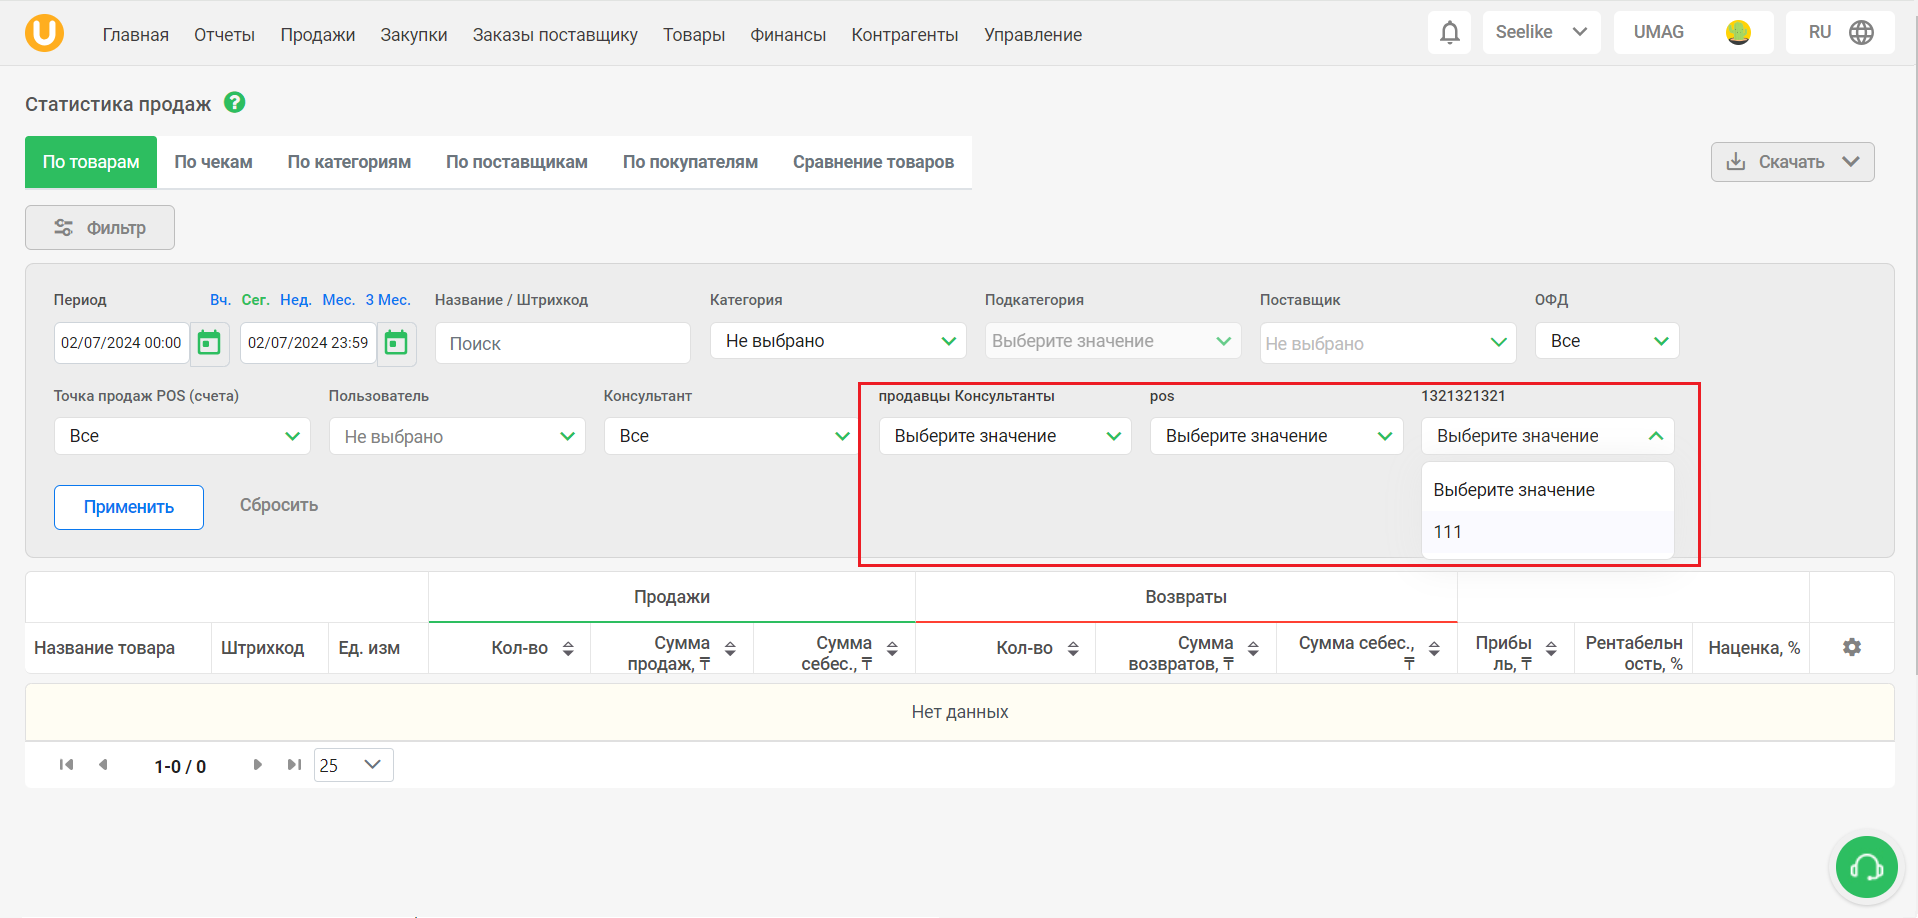 Главная Отчеты Продажи Закупки Заказы поставщику Товары Финансы Контрагенты Управление Seelike UMAG RU
Статистика продаж ?
По товарам По чекам По категориям По поставщикам По покупателям Сравнение товаров Скачать
Фильтр
Период Вч. Сег. Нед. Мес. 3 Мес. Название / Штрихкод Категория Подкатегория Поставщик ОФД
02/07/2024 00:00 02/07/2024 23:59 Поиск Не выбрано Выберите значение Не выбрано Все
Точка продаж POS (счета) Пользователь Консультант продавцы Консультанты pos 1321321321
Все Не выбрано Все Выберите значение Выберите значение Выберите значение
Выберите значение
111
Применить Сбросить
Продажи Возвраты
Название товара Штрихкод Ед. изм Кол-во Сумма продаж, ₸ Сумма себес., ₸ Кол-во Сумма возвратов, ₸ Сумма себес., ₸ Прибыль, ₸ Рентабельность, % Наценка, %
Нет данных
1-0 / 0 25